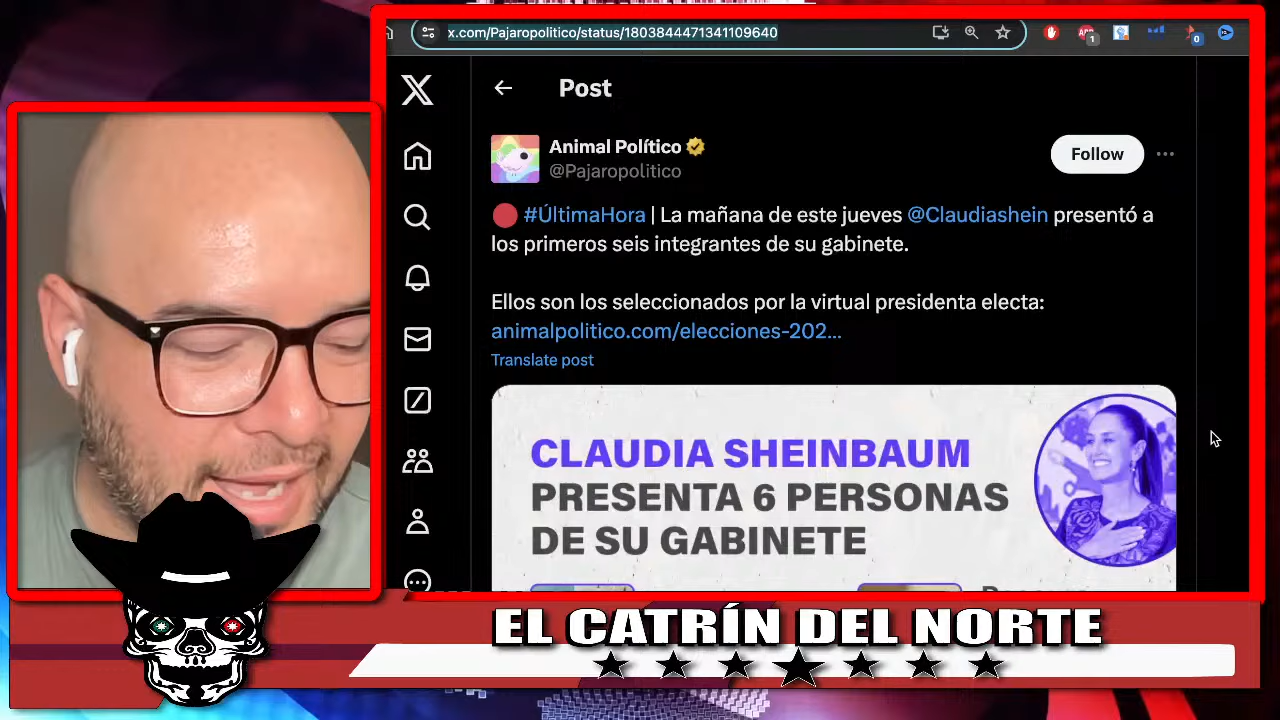 x.com/Pajaropolitico/status/1803844471341109640
1
0
Post
Animal Político
@Pajaropolitico
Follow
#ÚltimaHora | La mañana de este jueves @Claudiashein presentó a
los primeros seis integrantes de su gabinete.
Ellos son los seleccionados por la virtual presidenta electa:
animalpolitico.com/elecciones-202...
Translate post
CLAUDIA SHEINBAUM
PRESENTA 6 PERSONAS
DE SU GABINETE
EL CATRÍN DEL NORTE